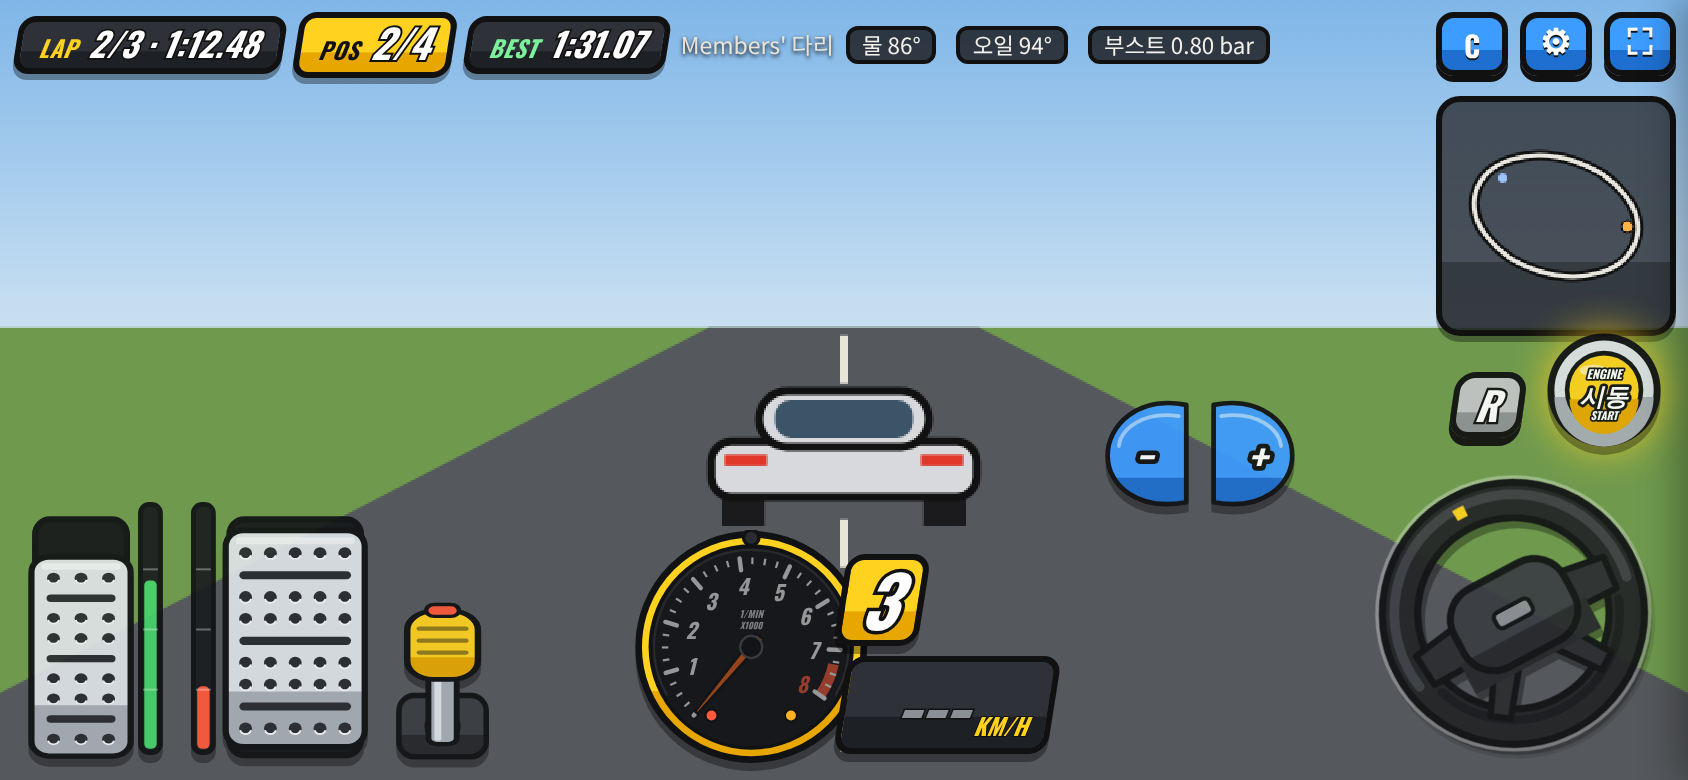 LAP 2/3 · 1:12.48
POS 2/4
BEST 1:31.07
Members' 다리
물 86°
오일 94°
부스트 0.80 bar
C
R
ENGINE
시동
START
-
+
1
2
3
4
5
6
7
8
1/MIN
X1000
3
--- KM/H